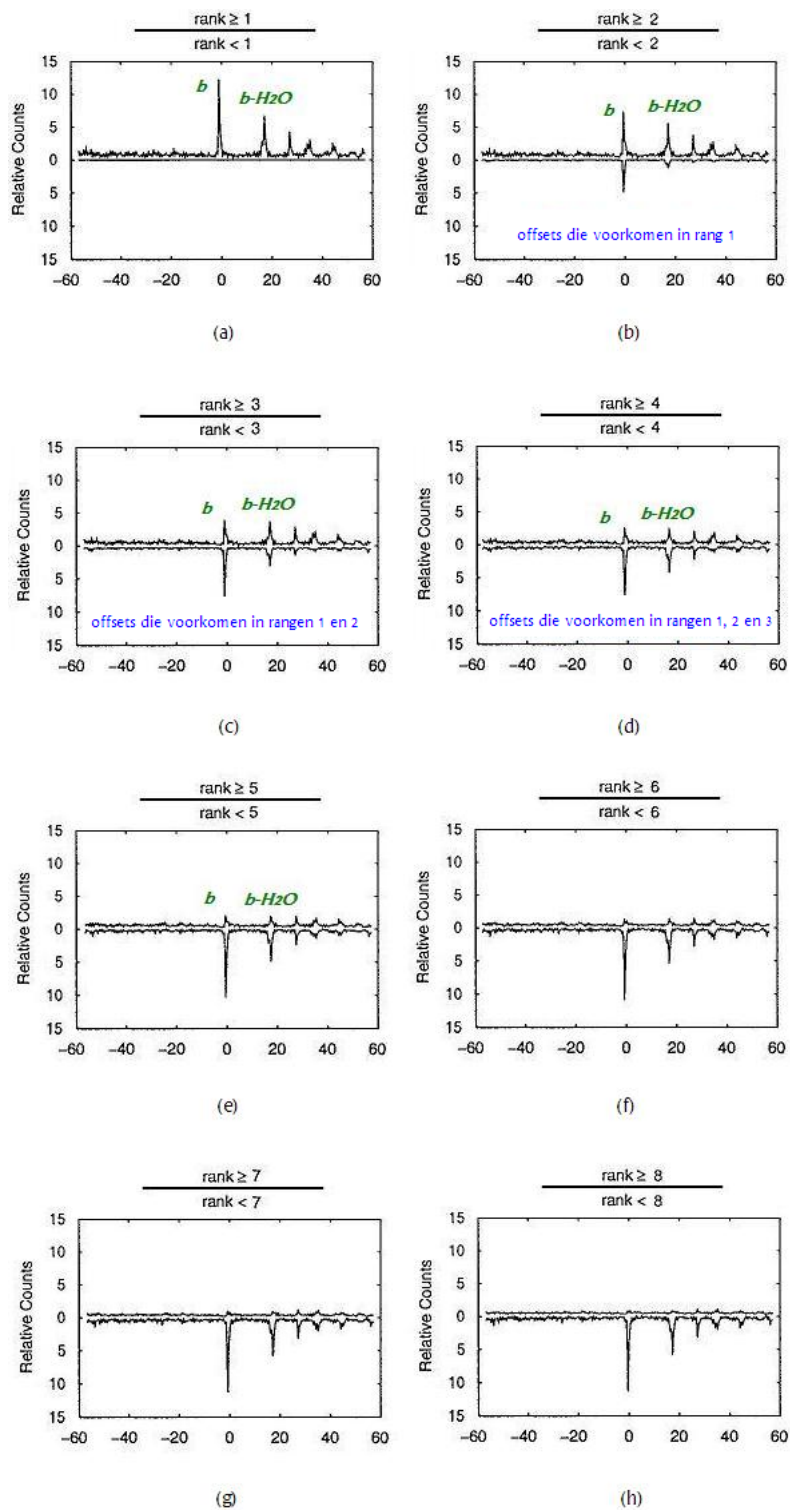 rank ≥ 1
rank < 1
15
b
10
b-H2O
5
Relative Counts
0
5
10
15
−60 −40 −20 0 20 40 60
(a)
rank ≥ 2
rank < 2
15
10
b
b-H2O
5
Relative Counts
0
5
10
offsets die voorkomen in rang 1
15
−60 −40 −20 0 20 40 60
(b)
rank ≥ 3
rank < 3
15
10
b
b-H2O
5
Relative Counts
0
5
10
offsets die voorkomen in rangen 1 en 2
15
−60 −40 −20 0 20 40 60
(c)
rank ≥ 4
rank < 4
15
10
b
b-H2O
5
Relative Counts
0
5
10
offsets die voorkomen in rangen 1, 2 en 3
15
−60 −40 −20 0 20 40 60
(d)
rank ≥ 5
rank < 5
15
10
b
b-H2O
5
Relative Counts
0
5
10
15
−60 −40 −20 0 20 40 60
(e)
rank ≥ 6
rank < 6
15
10
5
Relative Counts
0
5
10
15
−60 −40 −20 0 20 40 60
(f)
rank ≥ 7
rank < 7
15
10
5
Relative Counts
0
5
10
15
−60 −40 −20 0 20 40 60
(g)
rank ≥ 8
rank < 8
15
10
5
Relative Counts
0
5
10
15
−60 −40 −20 0 20 40 60
(h)